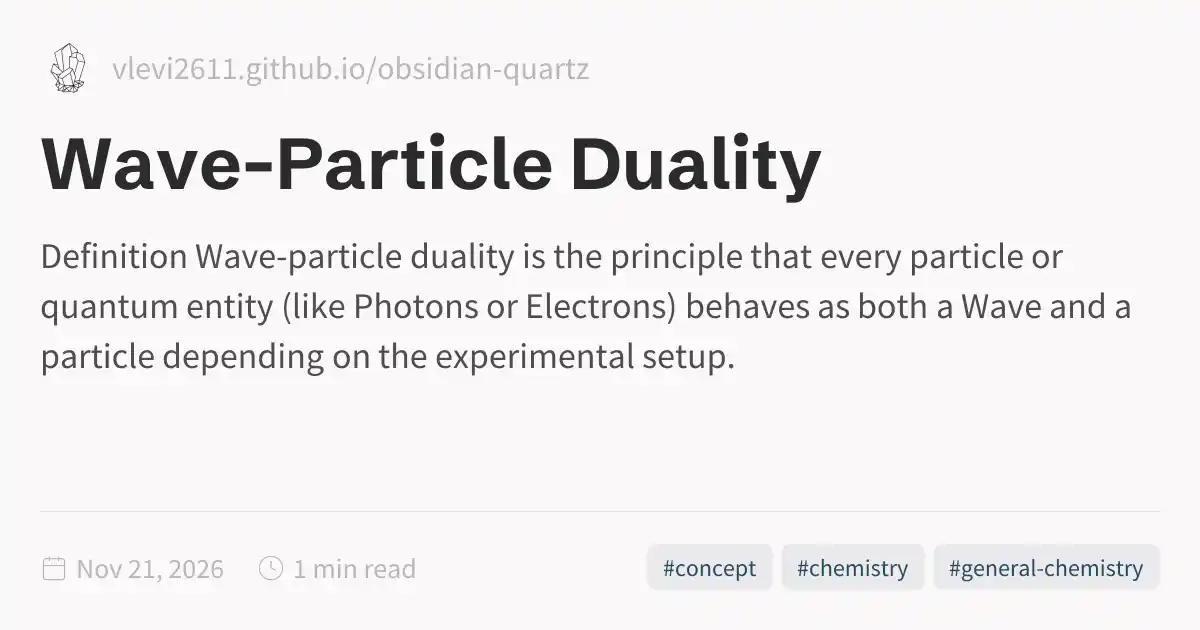 vlevi2611.github.io/obsidian-quartz
Wave-Particle Duality
Definition Wave-particle duality is the principle that every particle or
quantum entity (like Photons or Electrons) behaves as both a Wave and a
particle depending on the experimental setup.
Nov 21, 2026 1 min read #concept #chemistry #general-chemistry